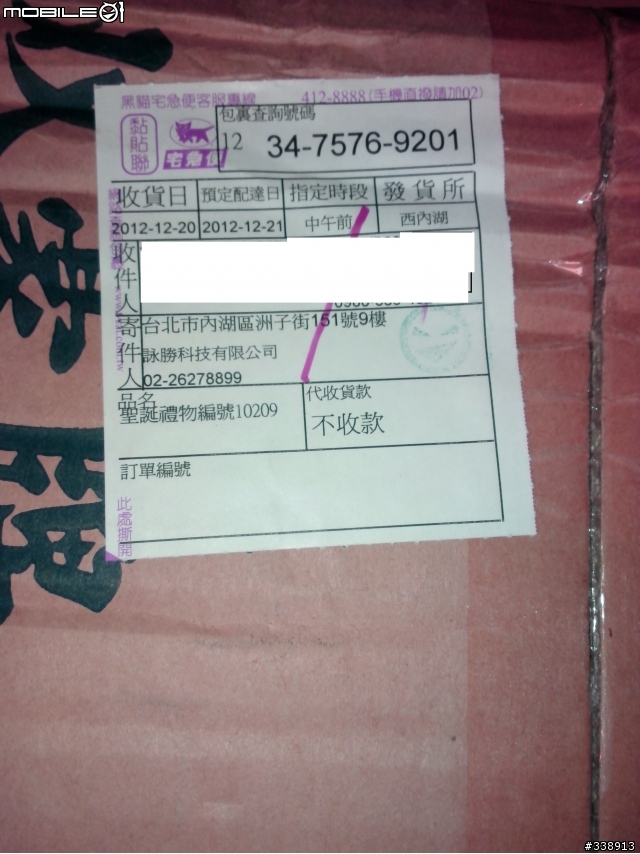 MOBILE01
黑貓宅急便客服專線 412-8888(手機直撥請加02)
黏貼聯
宅急便
包裹查詢號碼
12 34-7576-9201
收貨日 預定配達日 指定時段 發貨所
2012-12-20 2012-12-21 中午前 西內湖
收件人
寄件人
台北市內湖區洲子街151號9樓
詠勝科技有限公司
02-26278899
品名
聖誕禮物編號10209
代收貨款
不收款
訂單編號
此處撕開
#338913